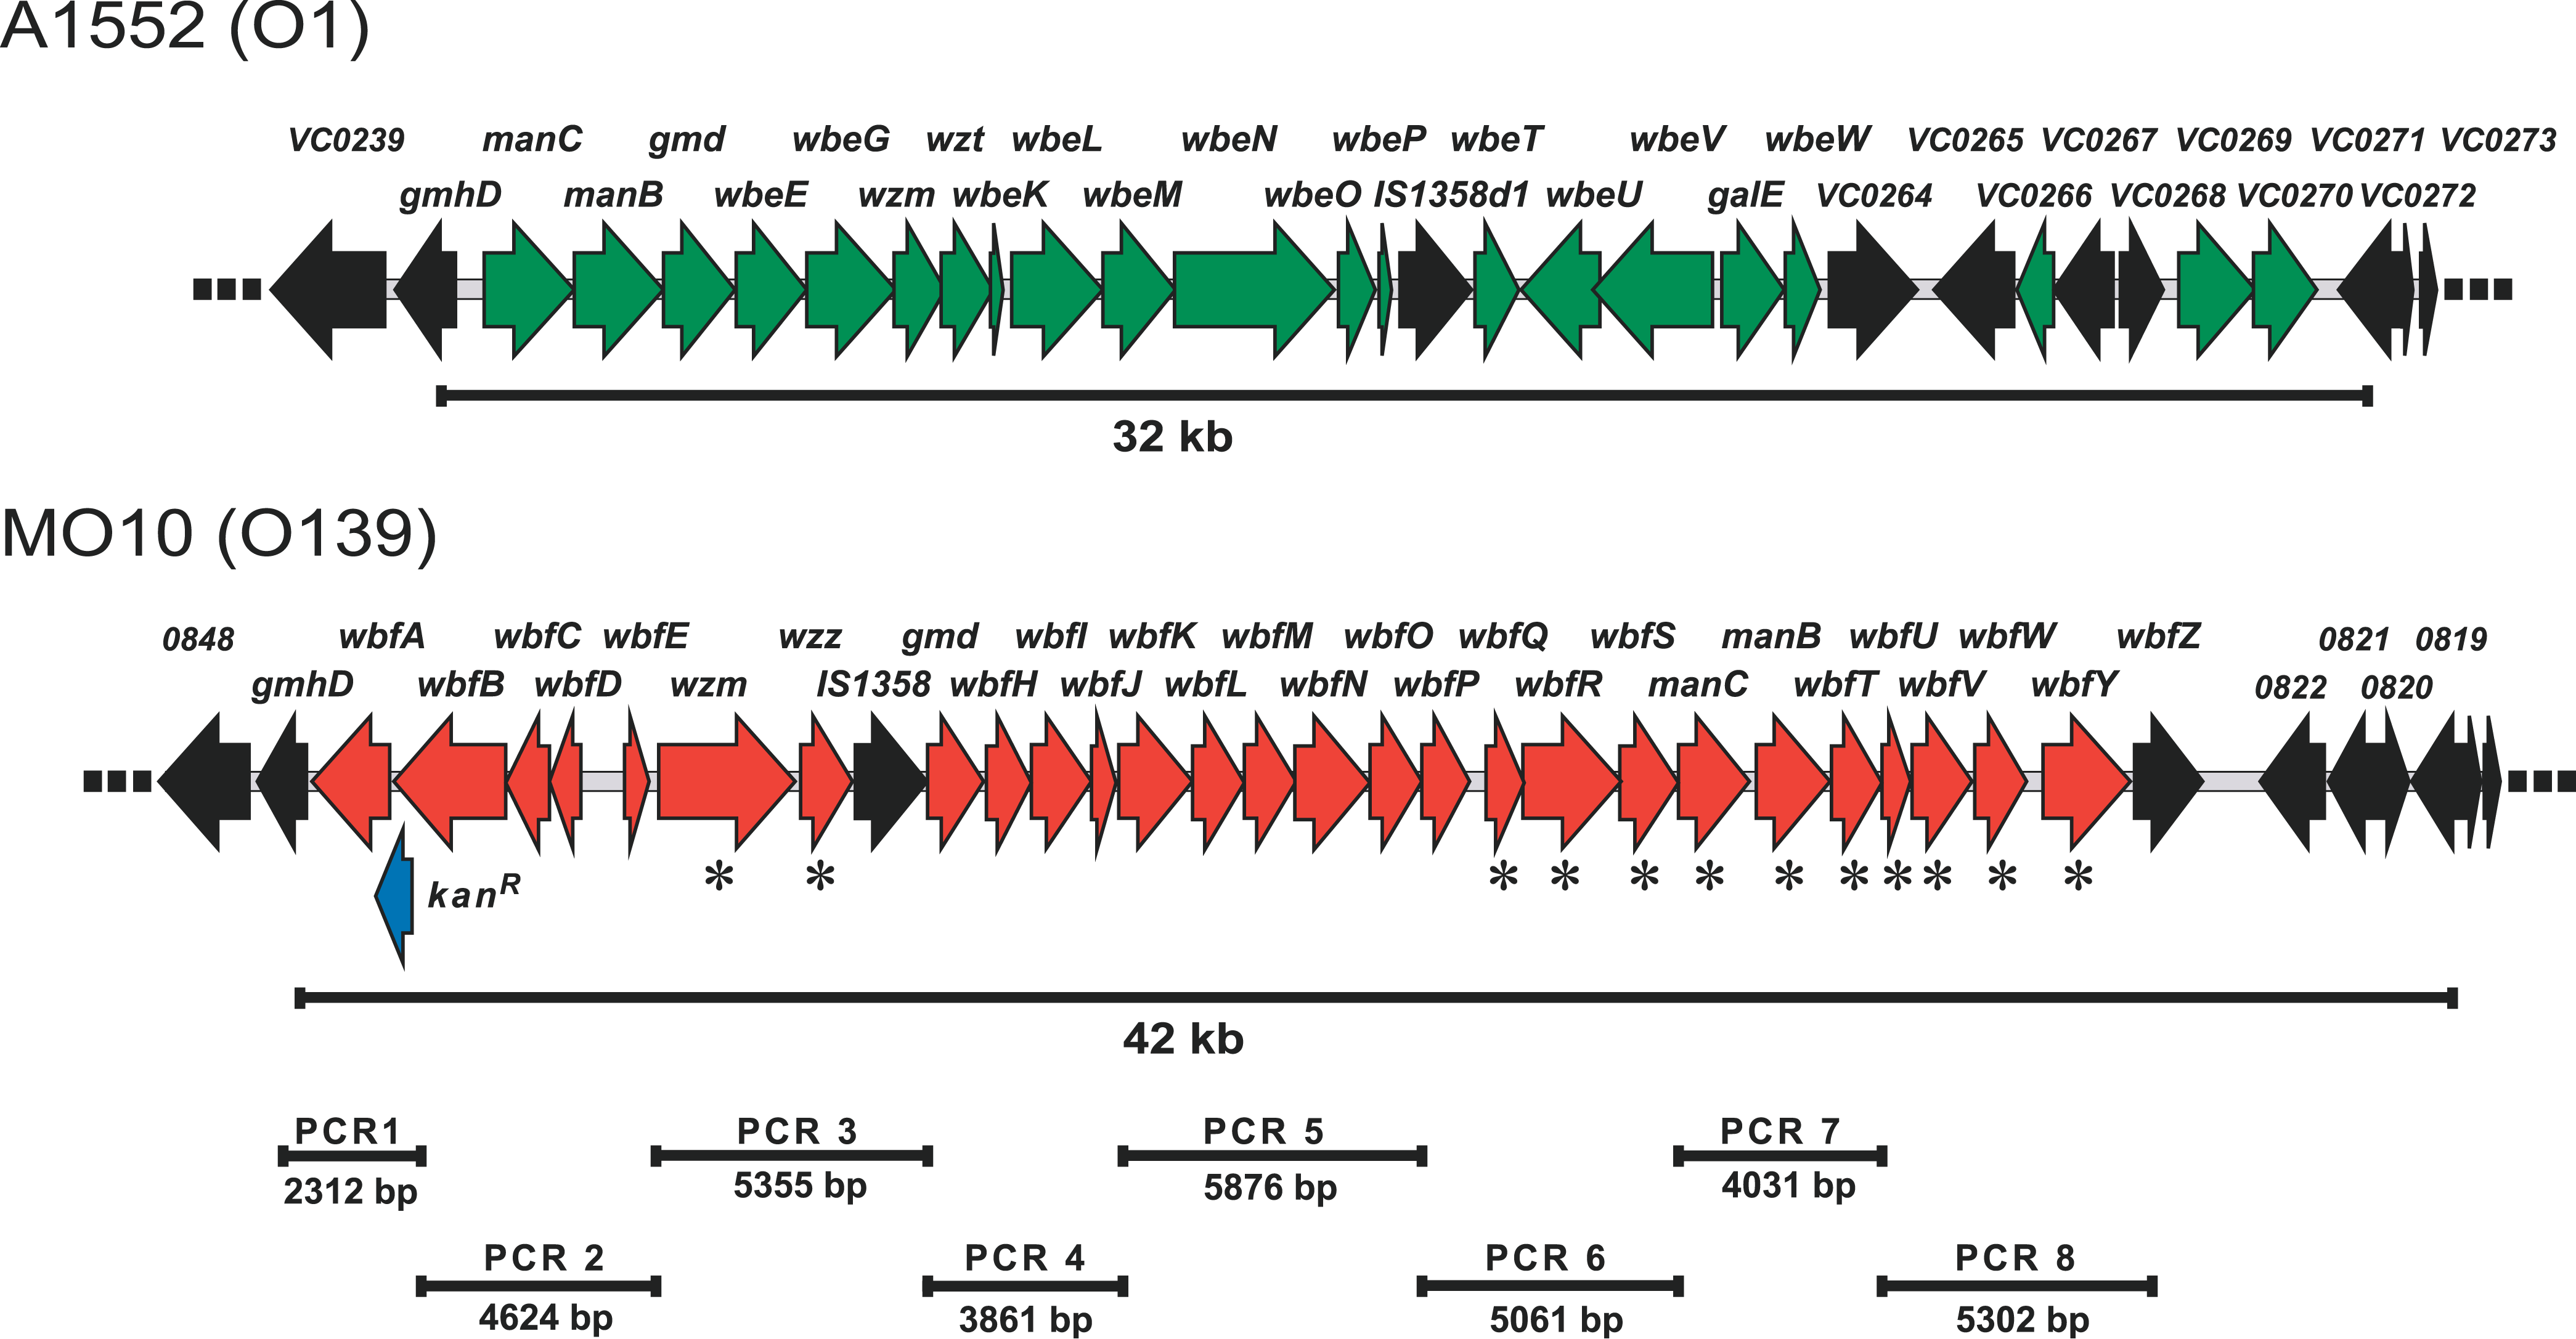 A1552 (O1)
VC0239 manC gmd wbeG wzt wbeL wbeN wbeP wbeT wbeV wbeW VC0265 VC0267 VC0269 VC0271 VC0273
gmhD manB wbeE wzm wbeK wbeM wbeO IS1358d1 wbeU galE VC0264 VC0266 VC0268 VC0270 VC0272
32 kb
MO10 (O139)
0848 wbfA wbfC wbfE wzz gmd wbfI wbfK wbfM wbfO wbfQ wbfS manB wbfU wbfW wbfZ 0821 0819
gmhD wbfB wbfD wzm IS1358 wbfH wbfJ wbfL wbfN wbfP wbfR manC wbfT wbfV wbfY 0822 0820
* * * * * * * * * * * *
kanR
42 kb
PCR1 PCR 3 PCR 5 PCR 7
2312 bp 5355 bp 5876 bp 4031 bp
PCR 2 PCR 4 PCR 6 PCR 8
4624 bp 3861 bp 5061 bp 5302 bp